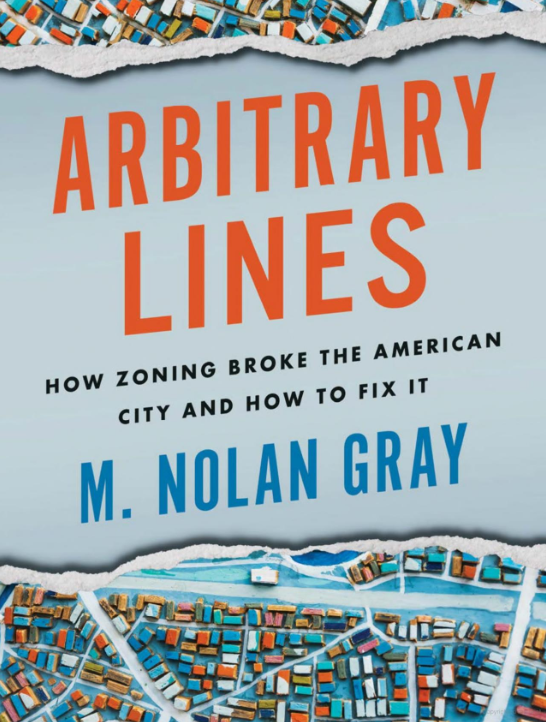 ARBITRARY
LINES
HOW ZONING BROKE THE AMERICAN
CITY AND HOW TO FIX IT
M. NOLAN GRAY